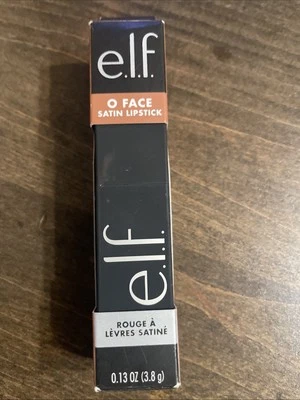 e.l.f.
O FACE
SATIN LIPSTICK
e.l.f.
ROUGE À
LÈVRES SATINÉ
0.13 OZ (3.8 g)